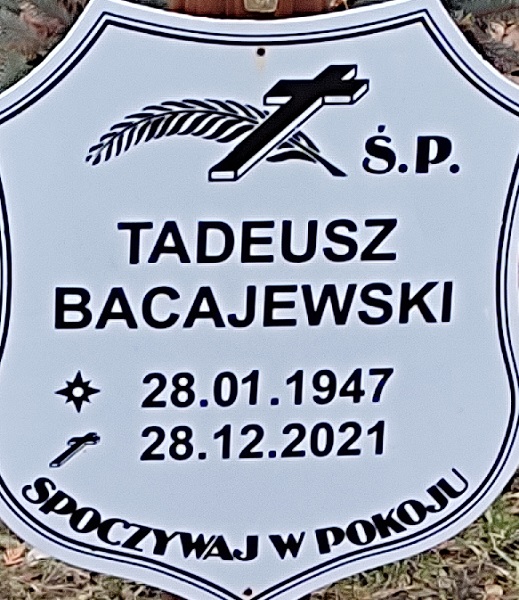 Ś.P.
TADEUSZ
BACAJEWSKI
28.01.1947
28.12.2021
SPOCZYWAJ W POKOJU